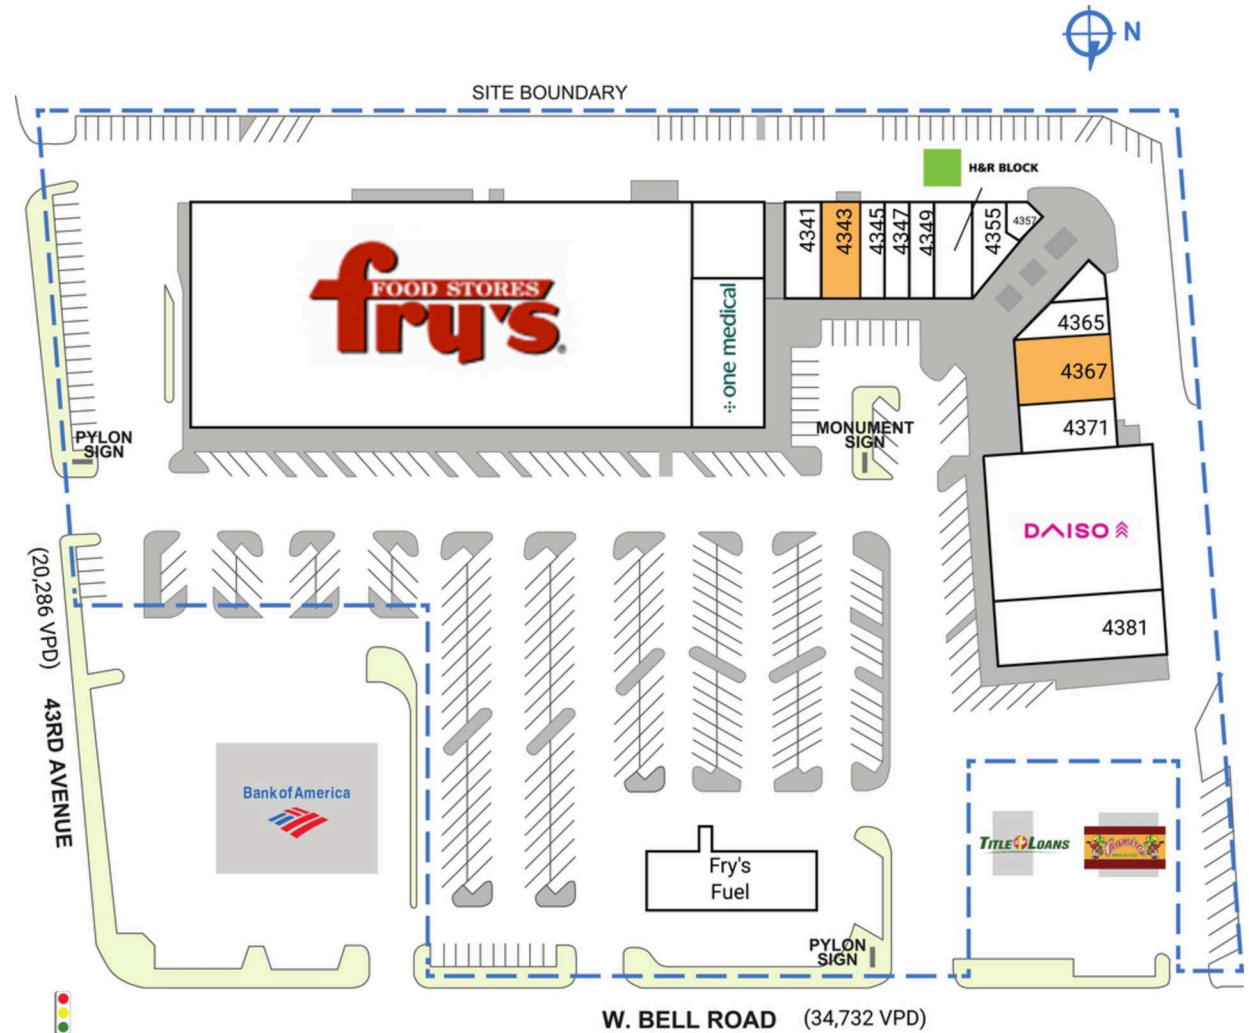 N
SITE BOUNDARY
H&R BLOCK
4341
4343
4345
4347
4349
4355
4357
fry's
FOOD STORES
one medical
4365
4367
4371
PYLON
SIGN
MONUMENT
SIGN
DAISO
4381
(20,286 VPD)
43RD AVENUE
Bank of America
Fry's
Fuel
TITLE LOANS
Ramiro's
PYLON
SIGN
W. BELL ROAD (34,732 VPD)